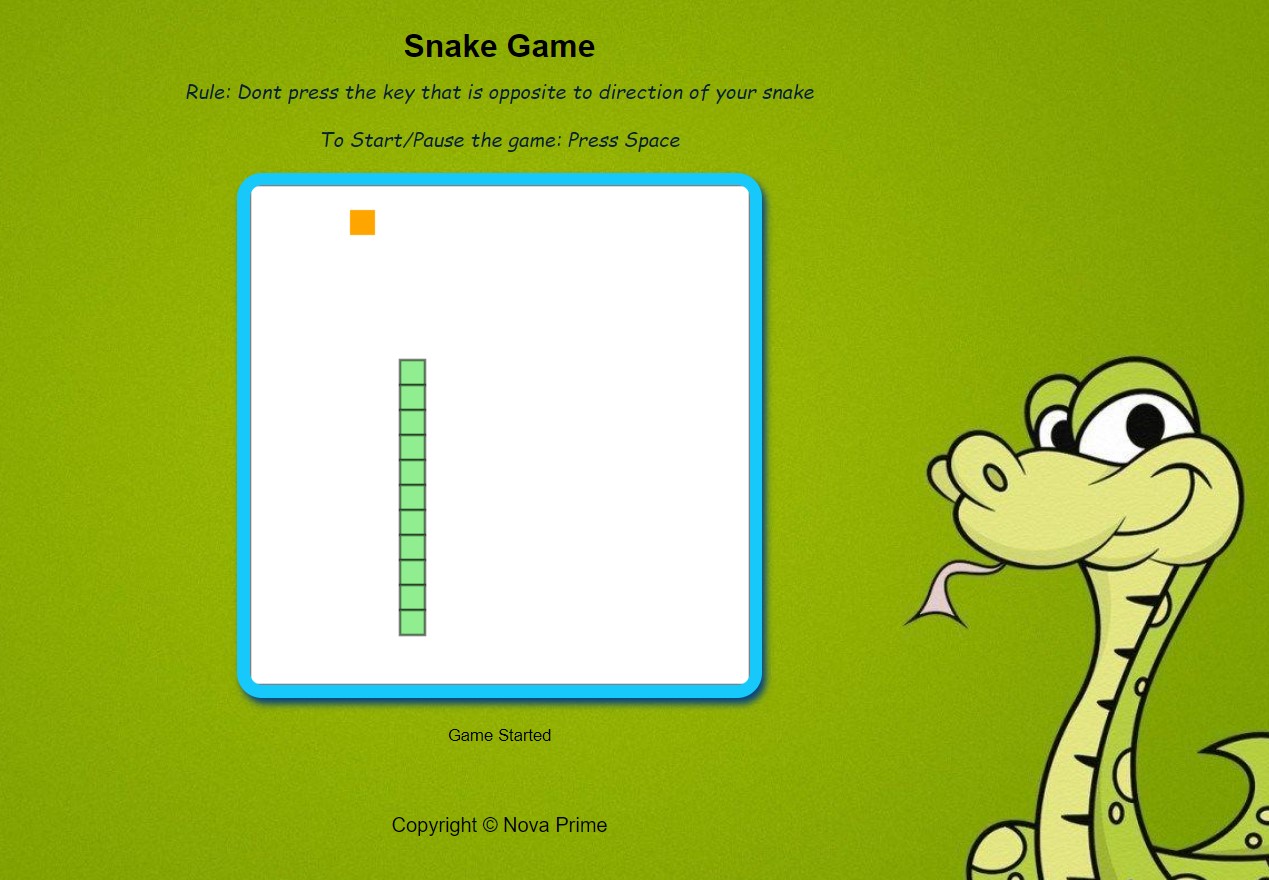 Snake Game
Rule: Dont press the key that is opposite to direction of your snake
To Start/Pause the game: Press Space
Game Started
Copyright © Nova Prime